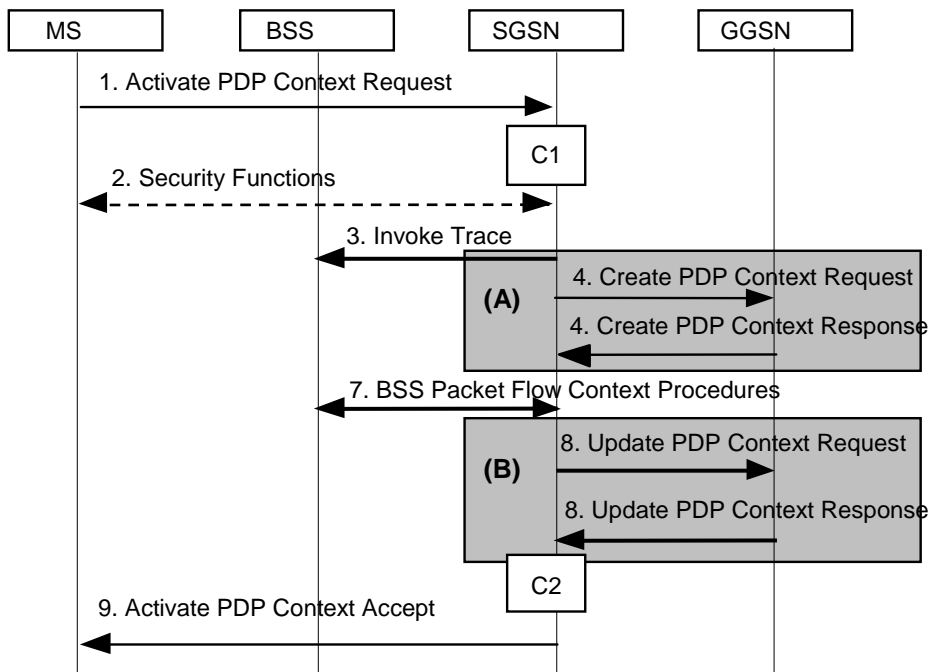 MS
BSS
SGSN
GGSN
1. Activate PDP Context Request
C1
2. Security Functions
3. Invoke Trace
(A)
4. Create PDP Context Request
4. Create PDP Context Response
7. BSS Packet Flow Context Procedures
(B)
8. Update PDP Context Request
8. Update PDP Context Response
C2
9. Activate PDP Context Accept